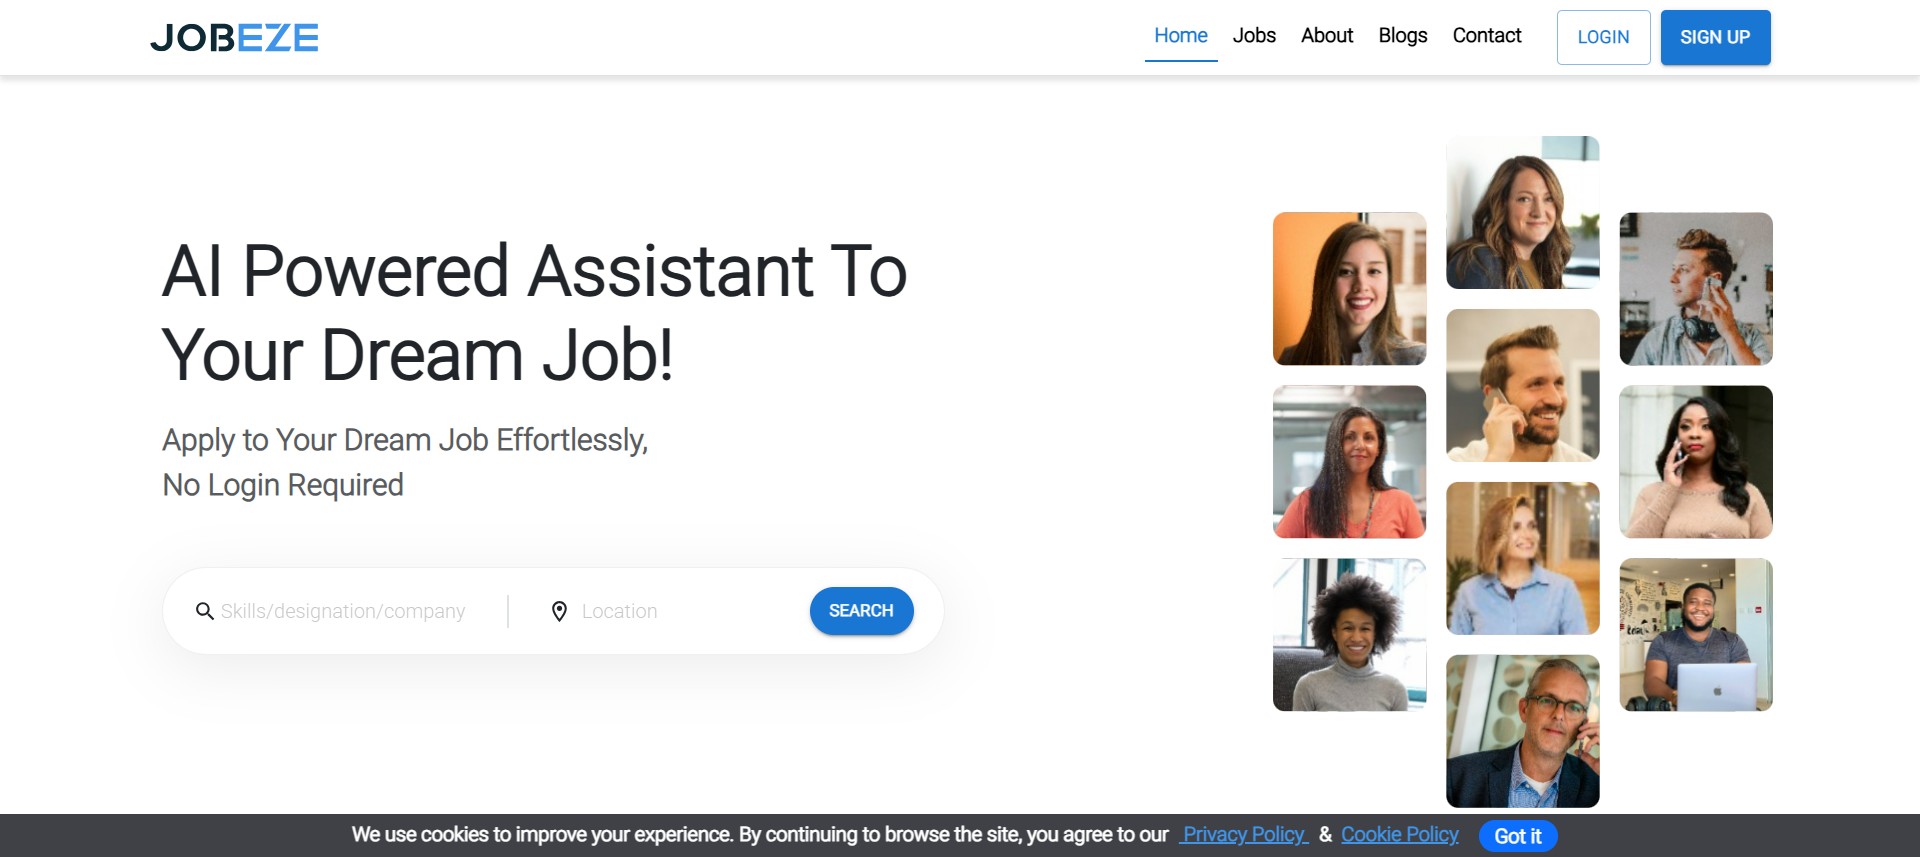 JOBEZE
Home Jobs About Blogs Contact LOGIN SIGN UP
AI Powered Assistant To
Your Dream Job!
Apply to Your Dream Job Effortlessly,
No Login Required
Skills/designation/company Location SEARCH
We use cookies to improve your experience. By continuing to browse the site, you agree to our Privacy Policy & Cookie Policy Got it